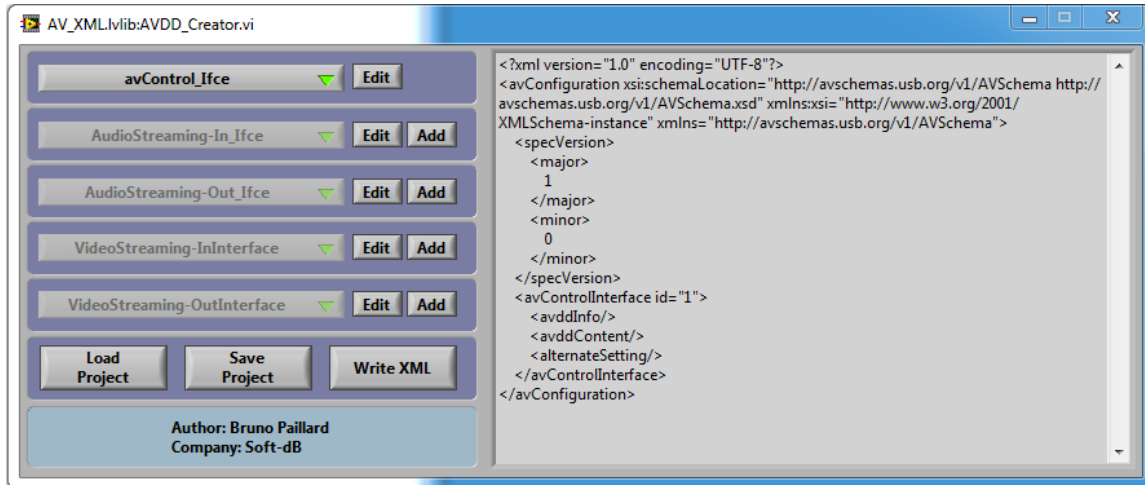 AV_XML.lvlib:AVDD_Creator.vi
avControl_Ifce Edit
AudioStreaming-In_Ifce Edit Add
AudioStreaming-Out_Ifce Edit Add
VideoStreaming-InInterface Edit Add
VideoStreaming-OutInterface Edit Add
Load Project
Save Project
Write XML
Author: Bruno Paillard
Company: Soft-dB
<?xml version="1.0" encoding="UTF-8"?>
<avConfiguration xsi:schemaLocation="http://avschemas.usb.org/v1/AVSchema http://
avschemas.usb.org/v1/AVSchema.xsd" xmlns:xsi="http://www.w3.org/2001/
XMLSchema-instance" xmlns="http://avschemas.usb.org/v1/AVSchema">
<specVersion>
<major>
1
</major>
<minor>
0
</minor>
</specVersion>
<avControlInterface id="1">
<avddInfo/>
<avddContent/>
<alternateSetting/>
</avControlInterface>
</avConfiguration>